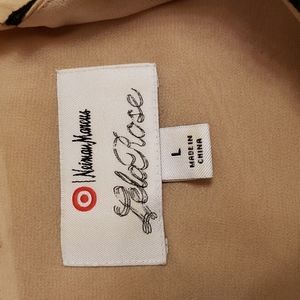 Neiman Marcus
Lela Rose
L
MADE IN
CHINA